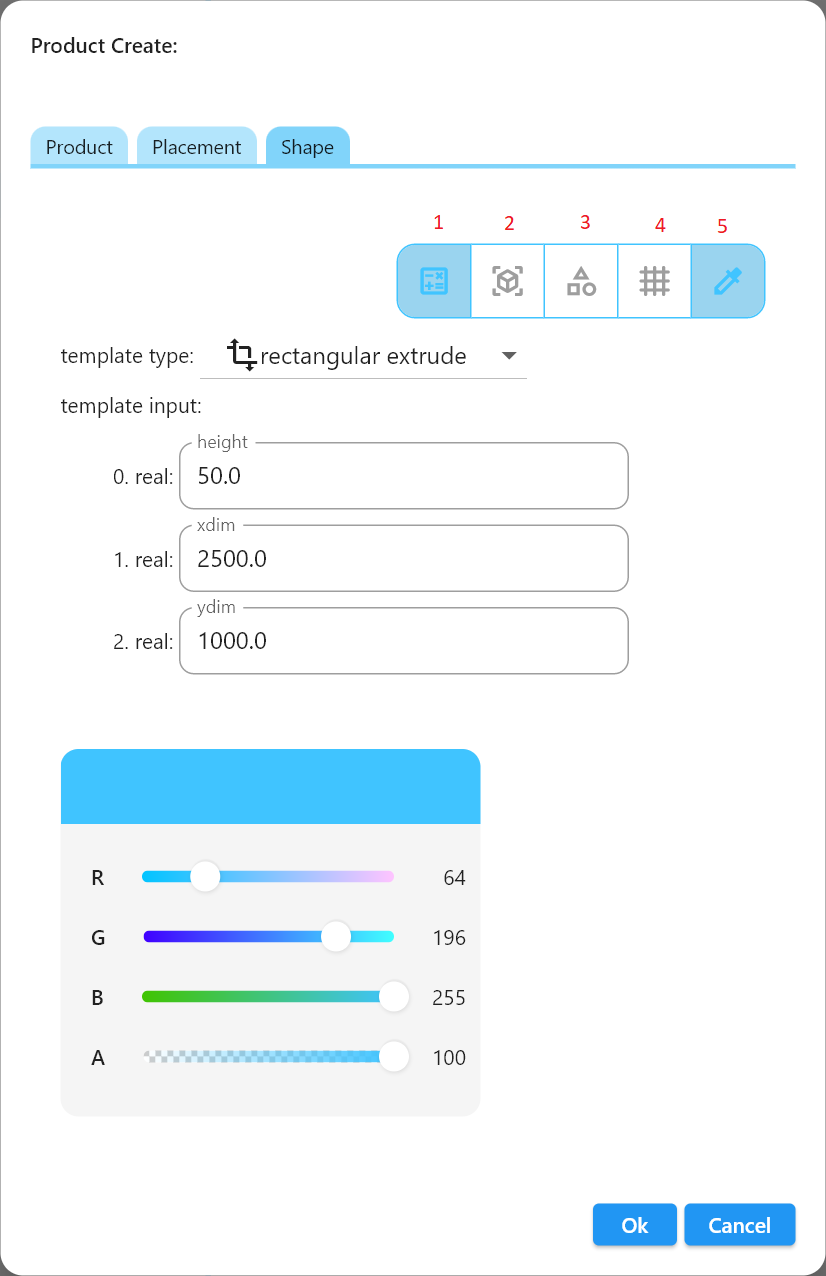 Product Create:
Product Placement Shape
1 2 3 4 5
template type: rectangular extrude
template input:
height
0. real: 50.0
xdim
1. real: 2500.0
ydim
2. real: 1000.0
R 64
G 196
B 255
A 100
Ok Cancel